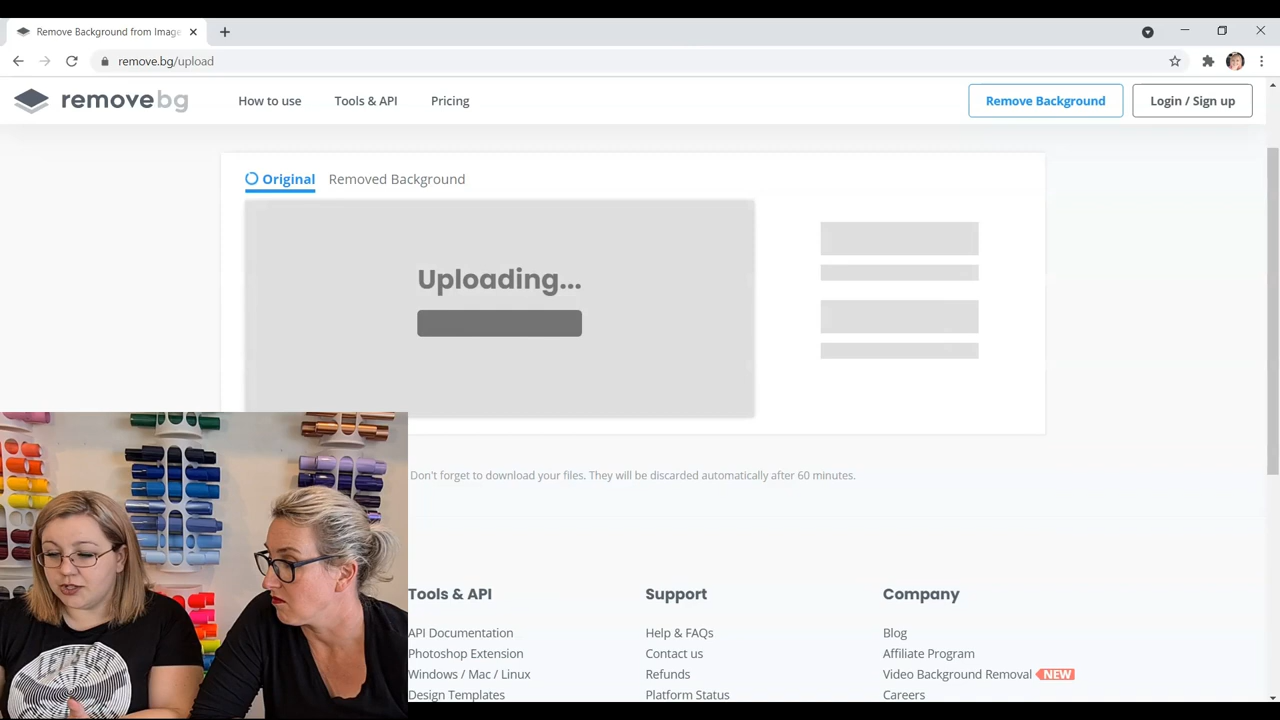 Remove Background from Image
remove.bg/upload
removebg
How to use
Tools & API
Pricing
Remove Background
Login / Sign up
Original
Removed Background
Uploading...
Don't forget to download your files. They will be discarded automatically after 60 minutes.
Tools & API
Support
Company
API Documentation
Help & FAQs
Blog
Photoshop Extension
Contact us
Affiliate Program
Windows / Mac / Linux
Refunds
Video Background Removal NEW
Design Templates
Platform Status
Careers
LET'S